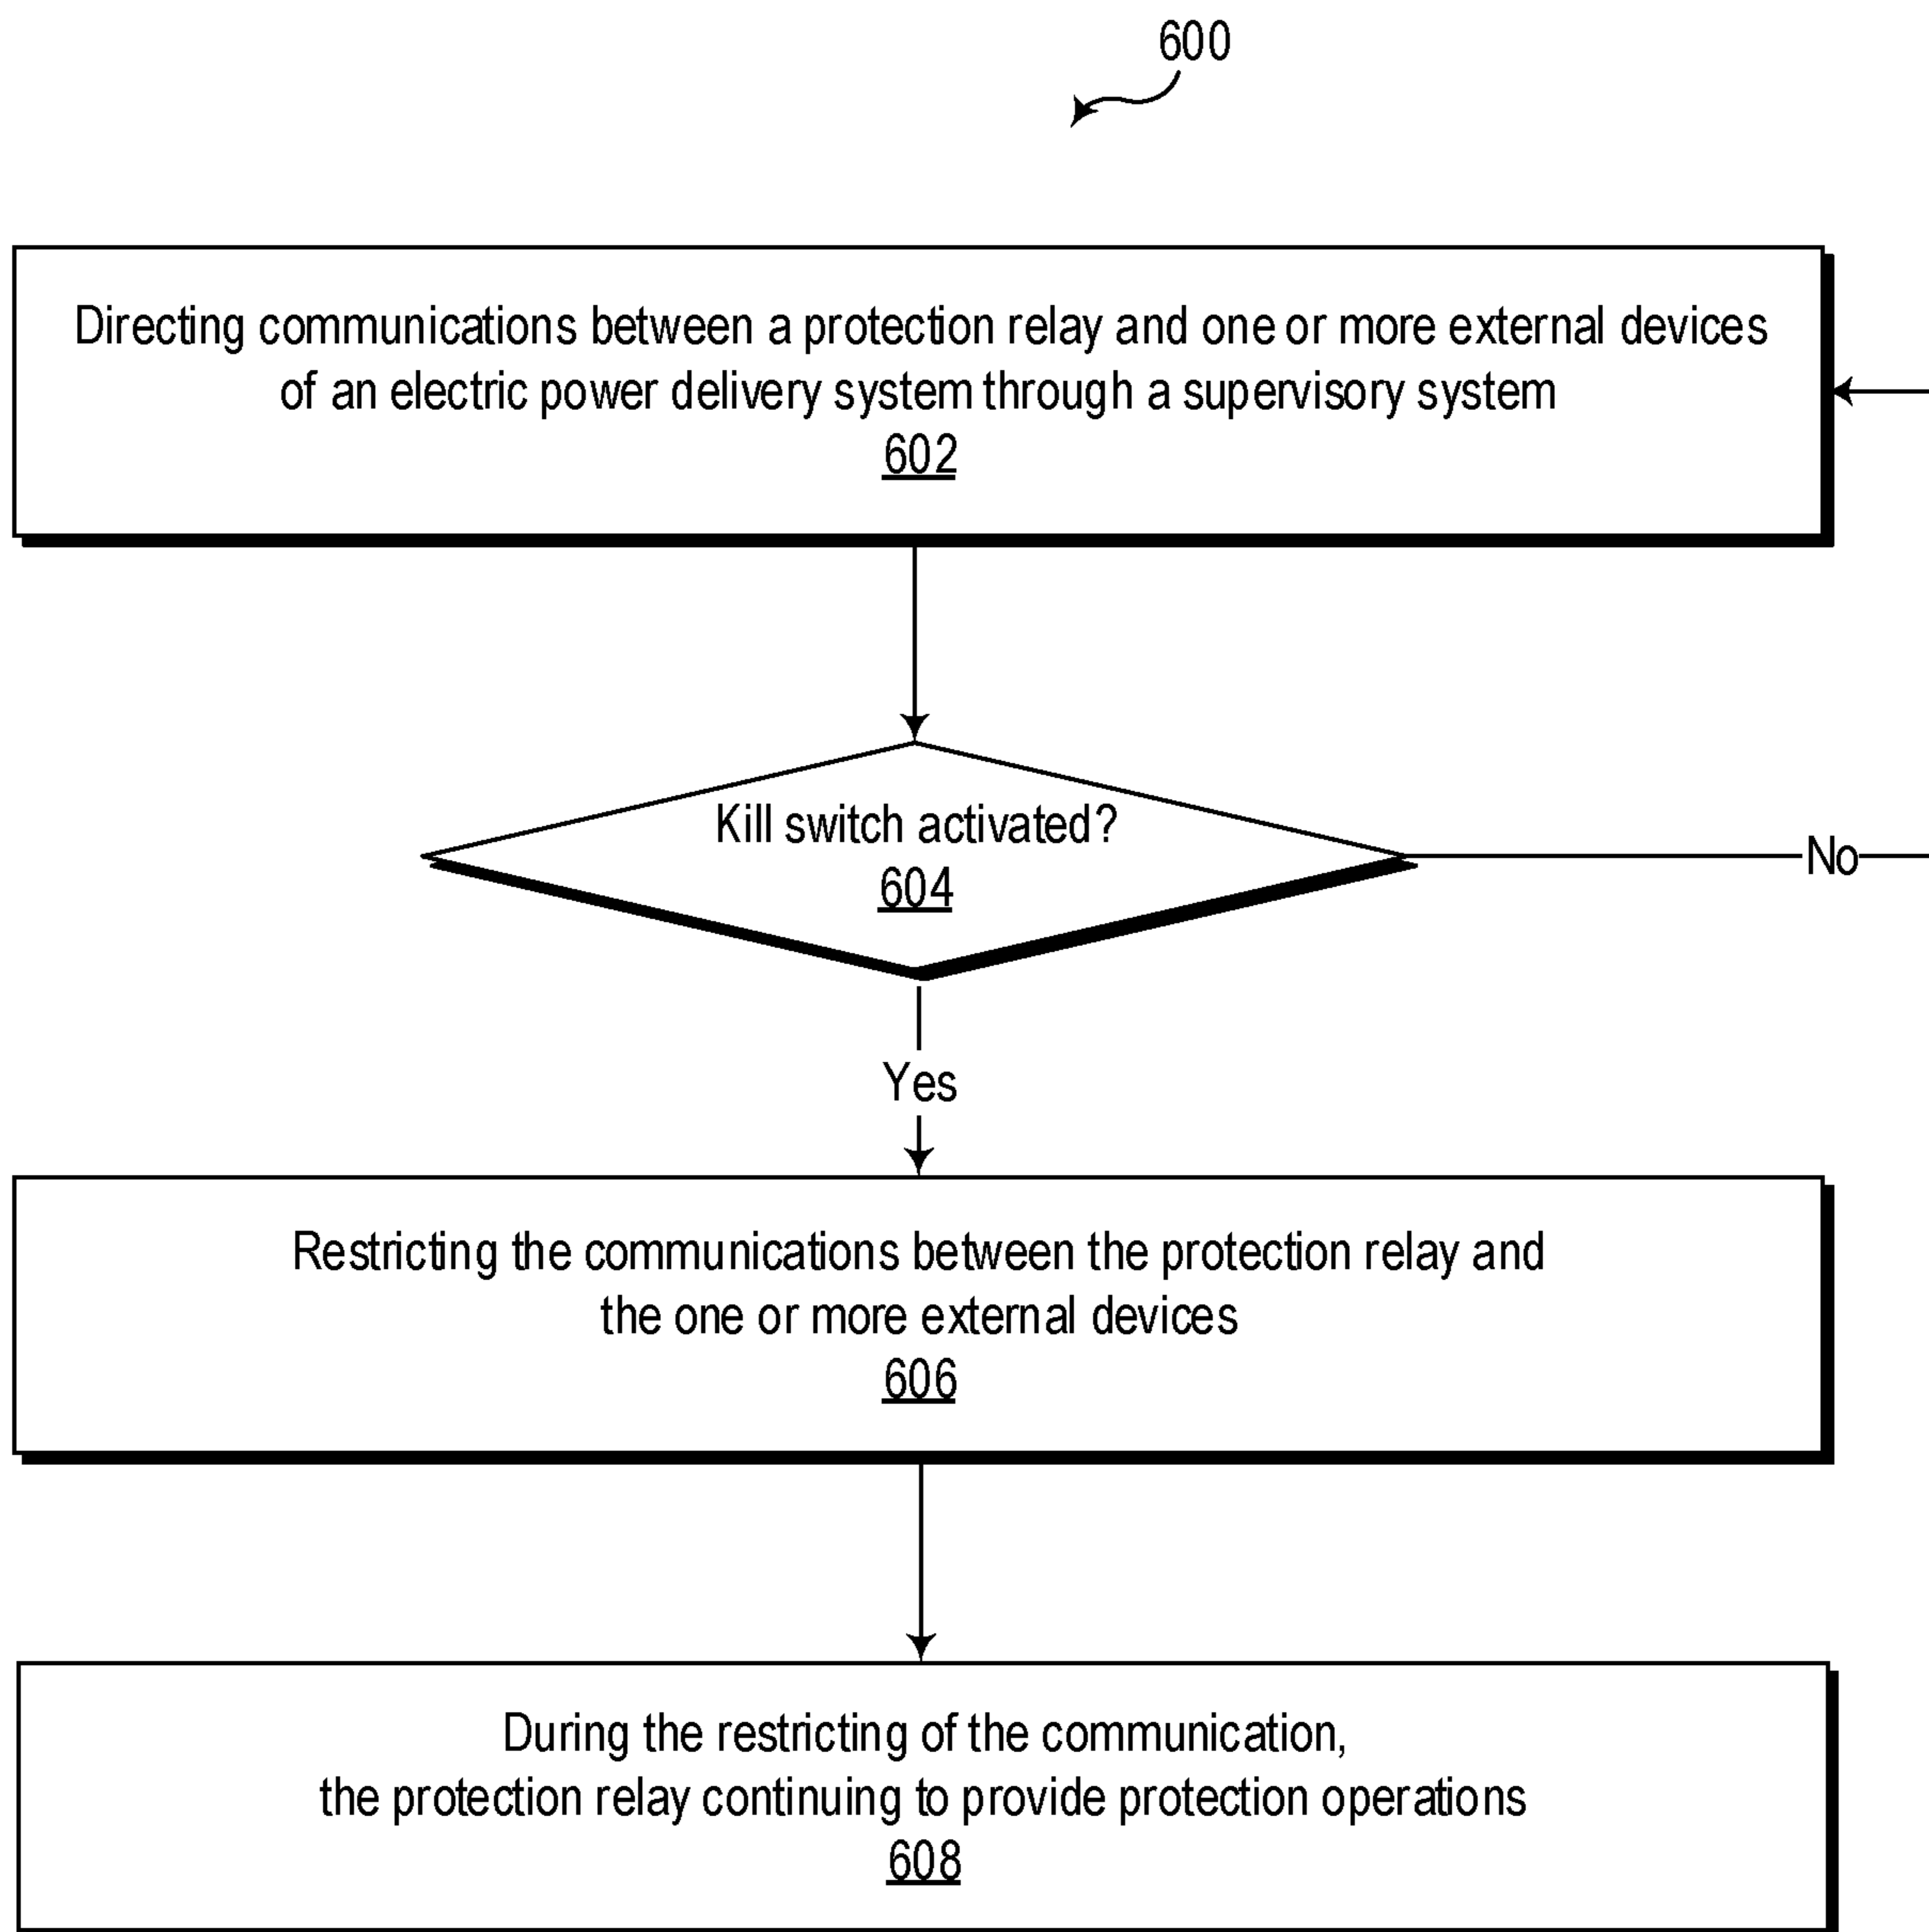 600
Directing communications between a protection relay and one or more external devices
of an electric power delivery system through a supervisory system
602
Kill switch activated?
604
No
Yes
Restricting the communications between the protection relay and
the one or more external devices
606
During the restricting of the communication,
the protection relay continuing to provide protection operations
608